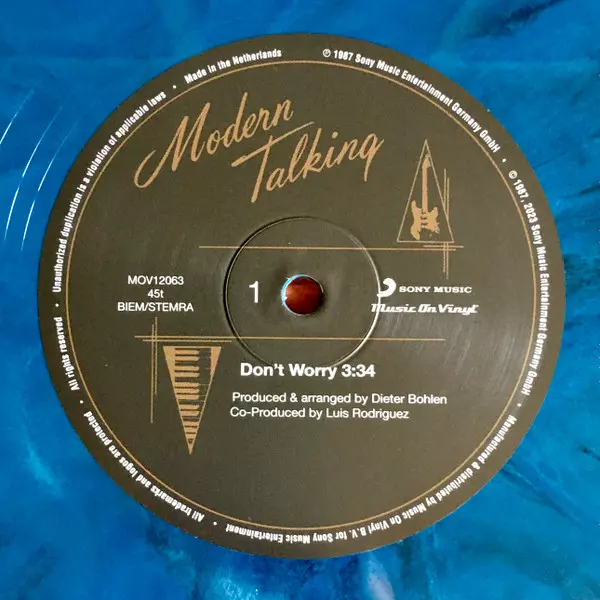 Modern
Talking
MOV12063
45t
BIEM/STEMRA
1
SONY MUSIC
Music On Vinyl
Don't Worry 3:34
Produced & arranged by Dieter Bohlen
Co-Produced by Luis Rodriguez
℗ 1987 Sony Music Entertainment Germany GmbH • © 1987, 2023 Sony Music Entertainment Germany GmbH • Manufactured & distributed by Music On Vinyl B.V. for Sony Music Entertainment • All trademarks and logos are protected • All rights reserved • Unauthorized duplication is a violation of applicable laws • Made in the Netherlands